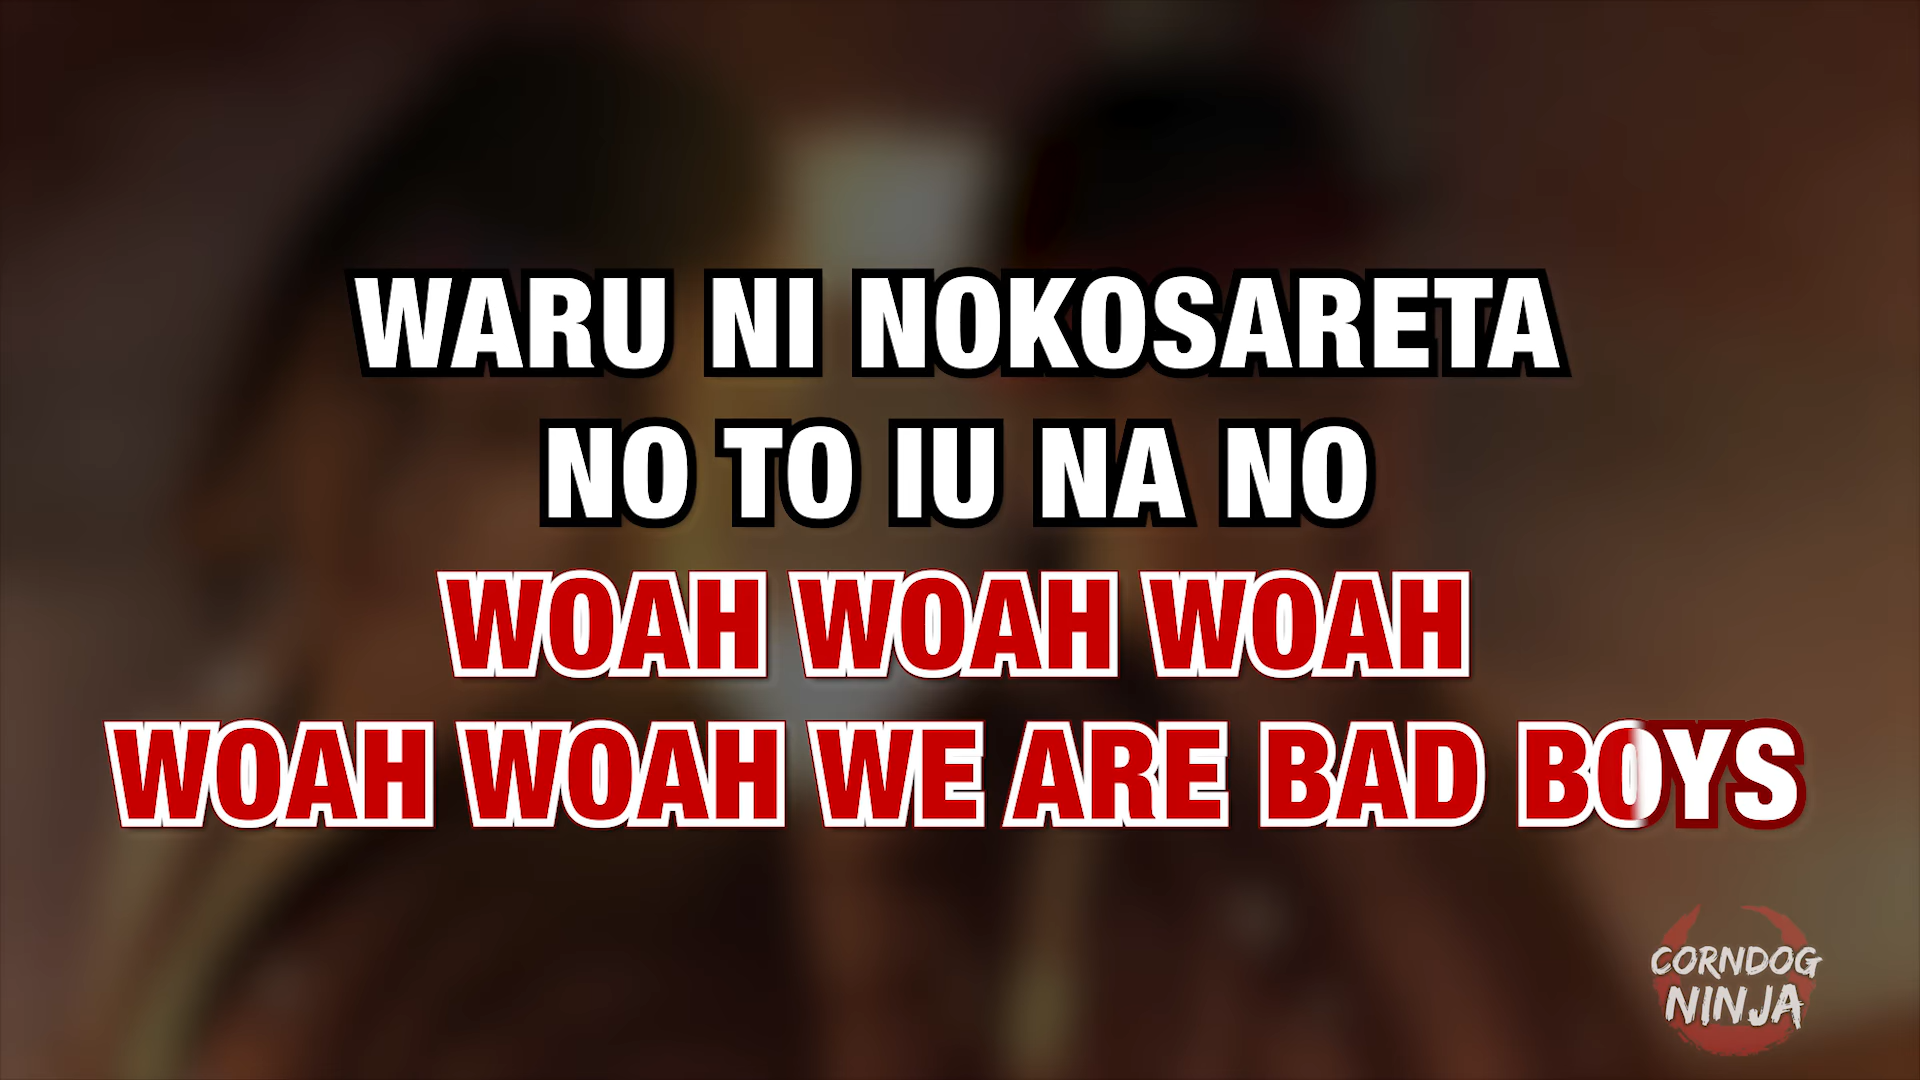 WARU NI NOKOSARETA
NO TO IU NA NO
WOAH WOAH WOAH
WOAH WOAH WE ARE BAD BOYS
CORNDOG
NINJA